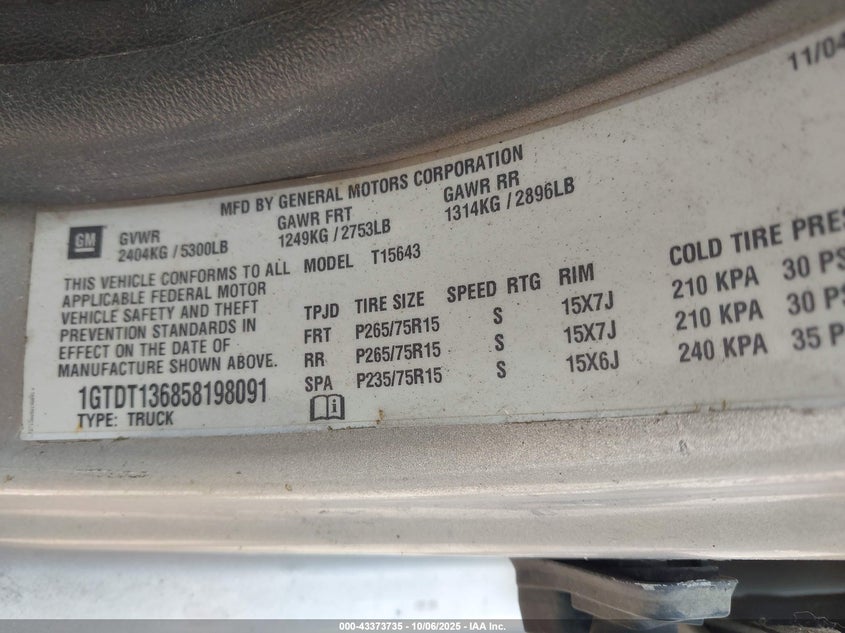 11/04
MFD BY GENERAL MOTORS CORPORATION
GM
GVWR GAWR FRT GAWR RR
2404KG / 5300LB 1249KG / 2753LB 1314KG / 2896LB
THIS VEHICLE CONFORMS TO ALL
APPLICABLE FEDERAL MOTOR
VEHICLE SAFETY AND THEFT
PREVENTION STANDARDS IN
EFFECT ON THE DATE OF
MANUFACTURE SHOWN ABOVE.
1GTDT136858198091
TYPE: TRUCK
MODEL T15643
TPJD TIRE SIZE SPEED RTG RIM COLD TIRE PRES
FRT P265/75R15 S 15X7J 210 KPA 30 PS
RR P265/75R15 S 15X7J 210 KPA 30 PS
SPA P235/75R15 S 15X6J 240 KPA 35 P
000-43373735 - 10/06/2025 - IAA Inc.